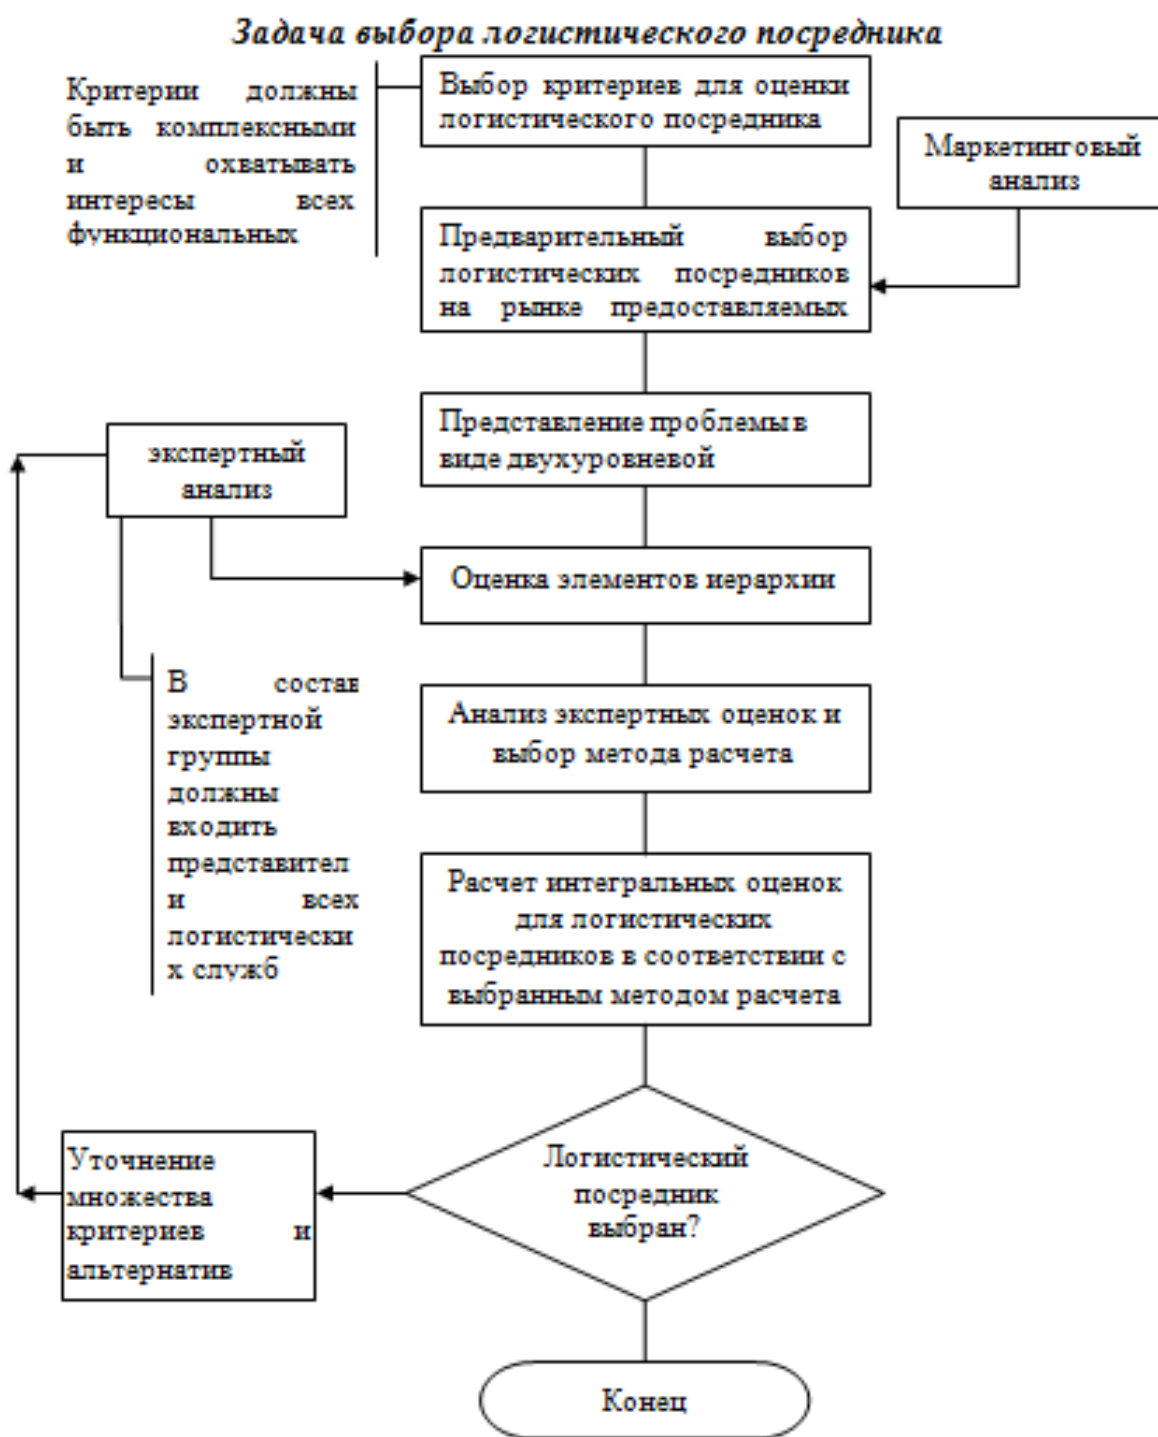 Задача выбора логистического посредника
Критерии должны
быть комплексными
и охватывать
интересы всех
функциональных
Выбор критериев для оценки
логистического посредника
Маркетинговый
анализ
Предварительный выбор
логистических посредников
на рынке предоставляемых
Представление проблемы в
виде двухуровневой
экспертный
анализ
Оценка элементов иерархии
В состав
экспертной
группы
должны
входить
представител
и всех
логистически
х служб
Анализ экспертных оценок и
выбор метода расчета
Расчет интегральных оценок
для логистических
посредников в соответствии с
выбранным методом расчета
Уточнение
множества
критериев и
альтернатив
Логистический
посредник
выбран?
Конец